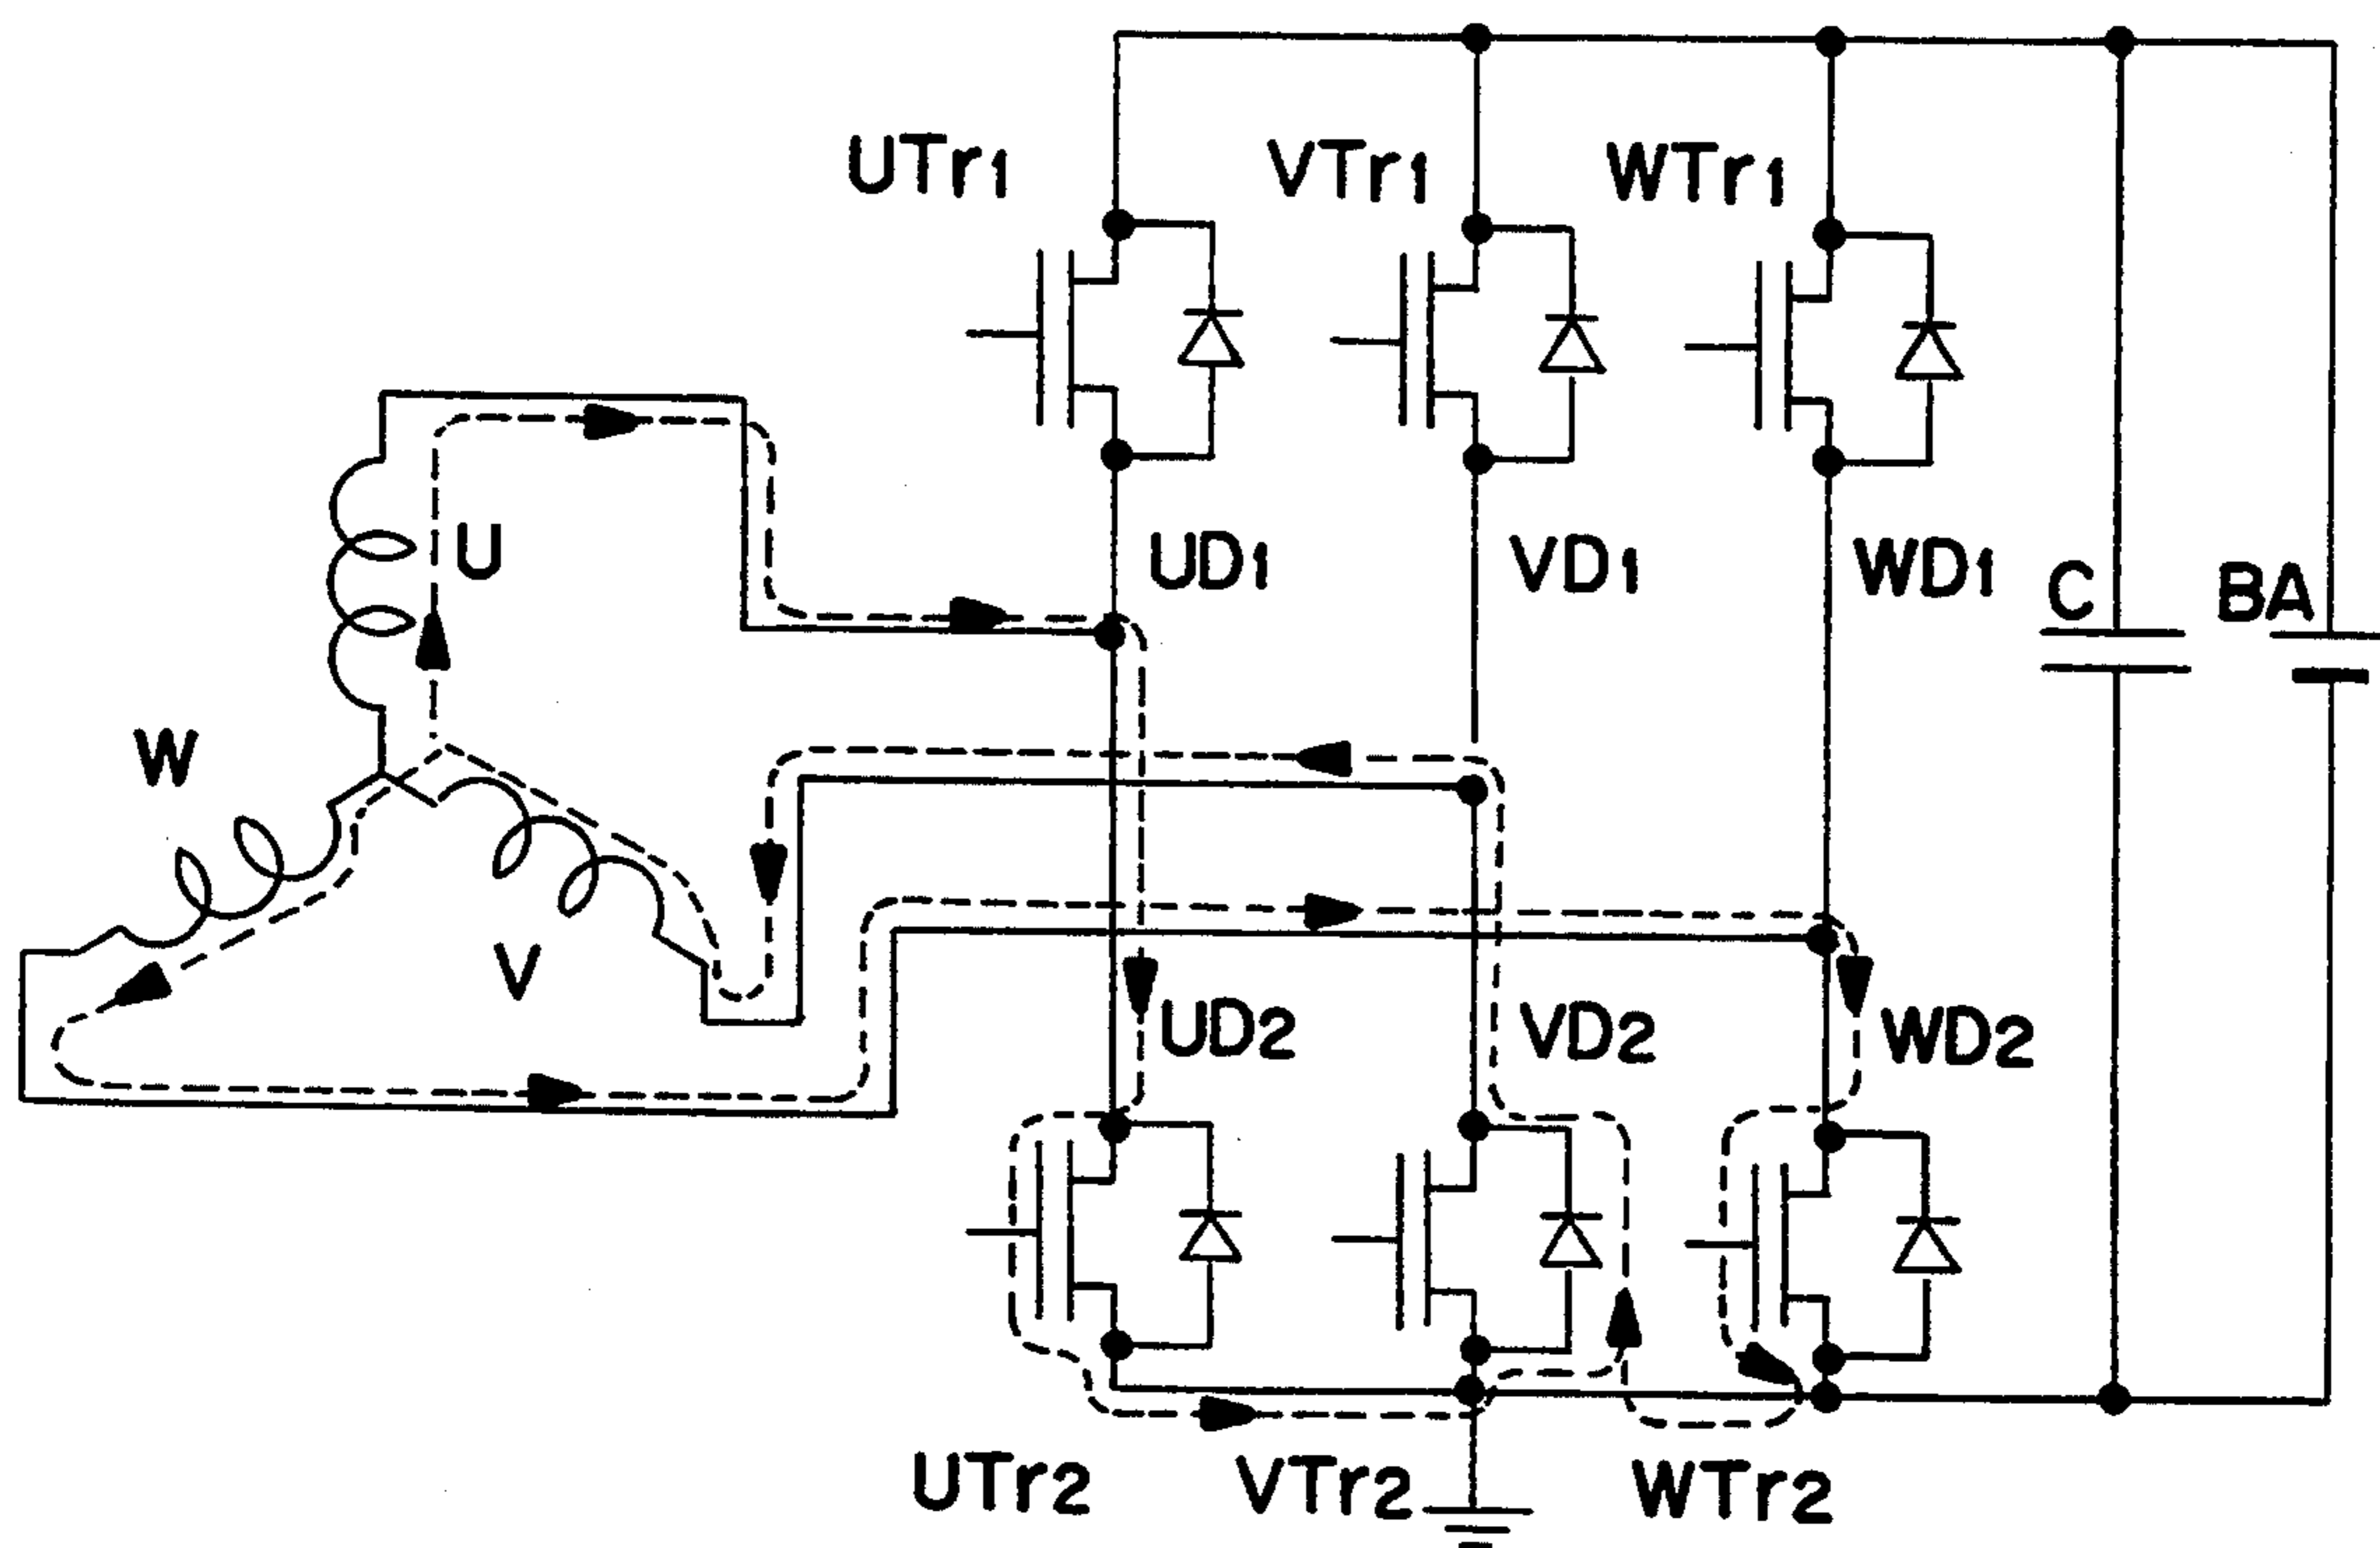 UTr1 VTr1 WTr1
U UD1 VD1 WD1 C BA
W
V UD2 VD2 WD2
UTr2 VTr2 WTr2